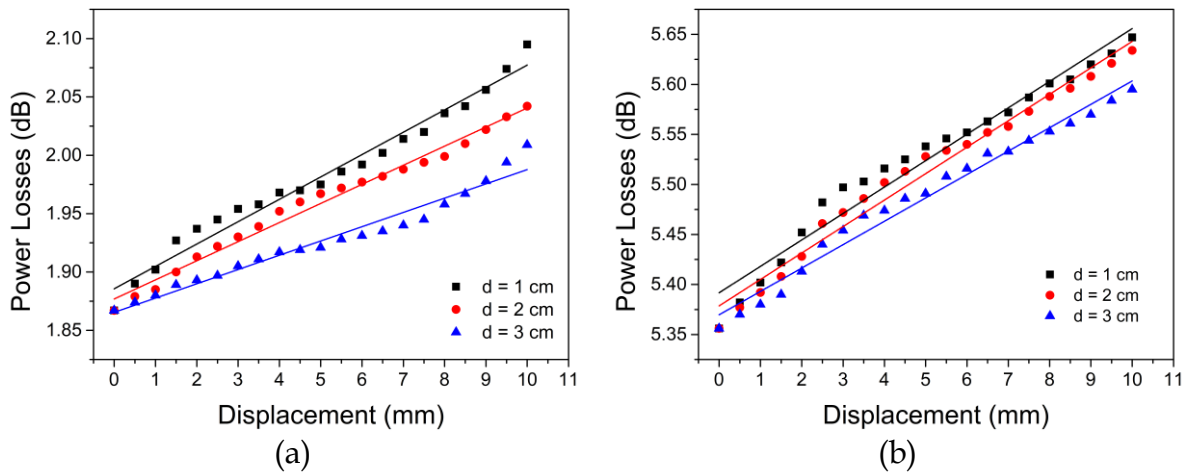 2.10
2.05
2.00
1.95
1.90
1.85
Power Losses (dB)
d = 1 cm
d = 2 cm
d = 3 cm
0 1 2 3 4 5 6 7 8 9 10 11
Displacement (mm)
(a)
5.65
5.60
5.55
5.50
5.45
5.40
5.35
Power Losses (dB)
d = 1 cm
d = 2 cm
d = 3 cm
0 1 2 3 4 5 6 7 8 9 10 11
Displacement (mm)
(b)